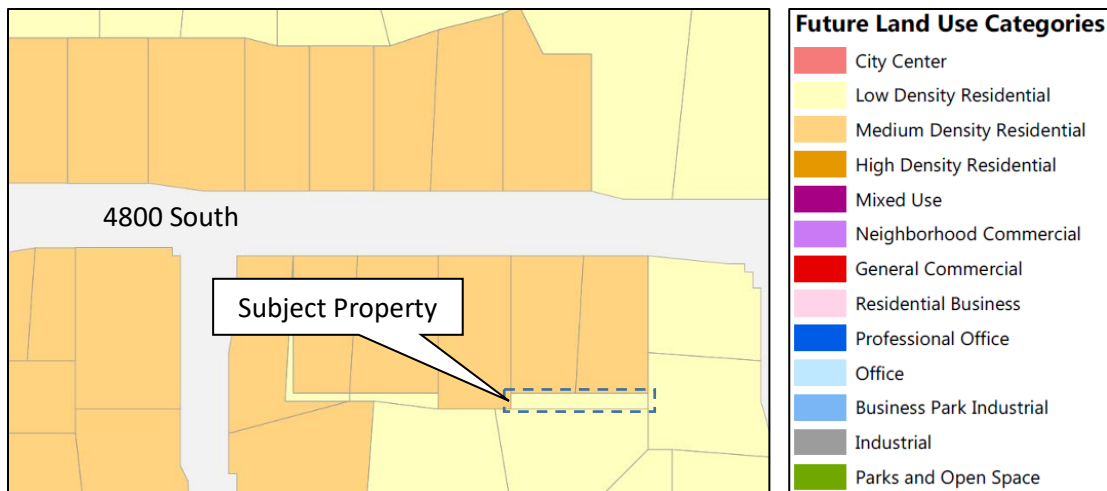 4800 South
Subject Property
Future Land Use Categories
City Center
Low Density Residential
Medium Density Residential
High Density Residential
Mixed Use
Neighborhood Commercial
General Commercial
Residential Business
Professional Office
Office
Business Park Industrial
Industrial
Parks and Open Space